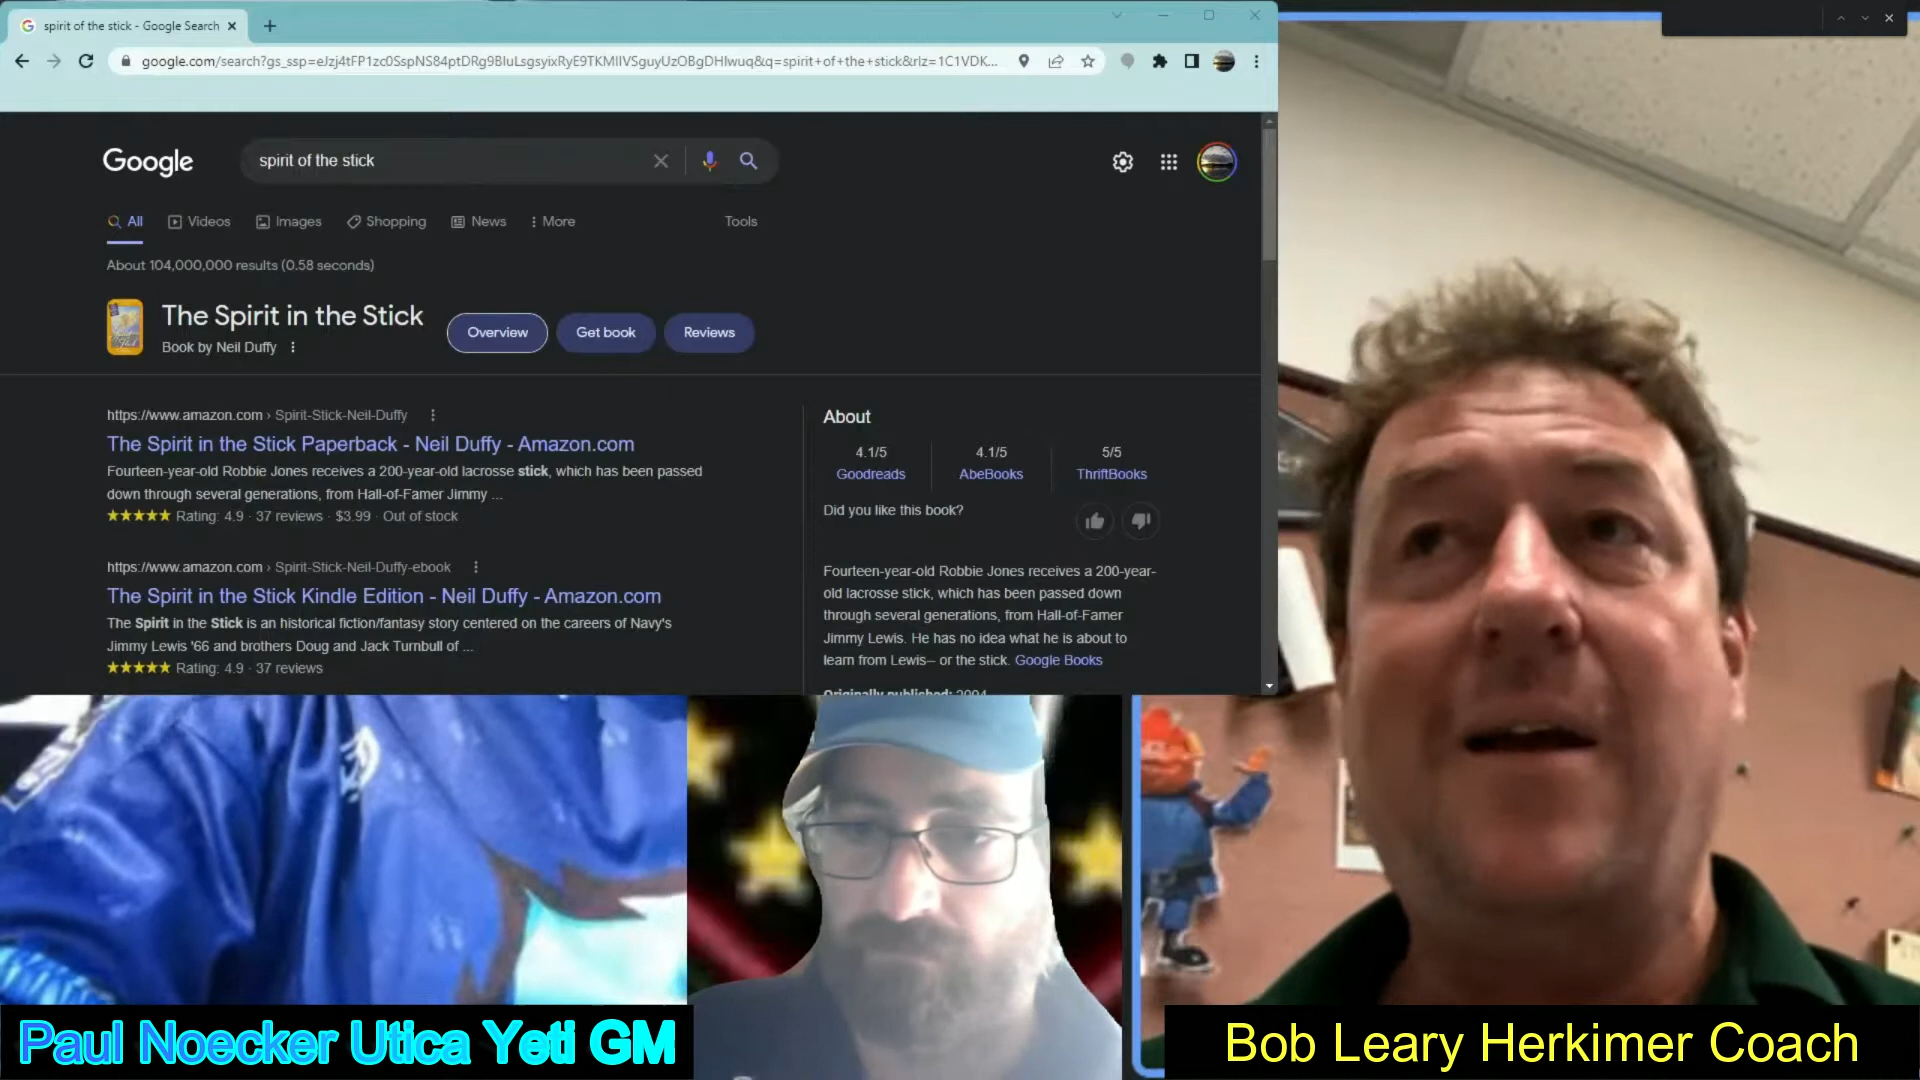 spirit of the stick - Google Search
google.com/search?gs_ssp=eJzj4tFP1zc0SspNS84ptDRg9BIuLsgsyixRyE9TKMlIVSguyUzOBgDHlwuq&q=spirit+of+the+stick&rlz=1C1VDK...
Google
spirit of the stick
All Videos Images Shopping News More Tools
About 104,000,000 results (0.58 seconds)
The Spirit in the Stick
Book by Neil Duffy
Overview Get book Reviews
https://www.amazon.com › Spirit-Stick-Neil-Duffy
The Spirit in the Stick Paperback - Neil Duffy - Amazon.com
Fourteen-year-old Robbie Jones receives a 200-year-old lacrosse stick, which has been passed
down through several generations, from Hall-of-Famer Jimmy ...
★★★★★ Rating: 4.9 · 37 reviews · $3.99 · Out of stock
https://www.amazon.com › Spirit-Stick-Neil-Duffy-ebook
The Spirit in the Stick Kindle Edition - Neil Duffy - Amazon.com
The Spirit in the Stick is an historical fiction/fantasy story centered on the careers of Navy's
Jimmy Lewis '66 and brothers Doug and Jack Turnbull of ...
★★★★★ Rating: 4.9 · 37 reviews
About
4.1/5 4.1/5 5/5
Goodreads AbeBooks ThriftBooks
Did you like this book?
Fourteen-year-old Robbie Jones receives a 200-year-
old lacrosse stick, which has been passed down
through several generations, from Hall-of-Famer
Jimmy Lewis. He has no idea what he is about to
learn from Lewis– or the stick. Google Books
Originally published: 2004
Paul Noecker Utica Yeti GM
Bob Leary Herkimer Coach